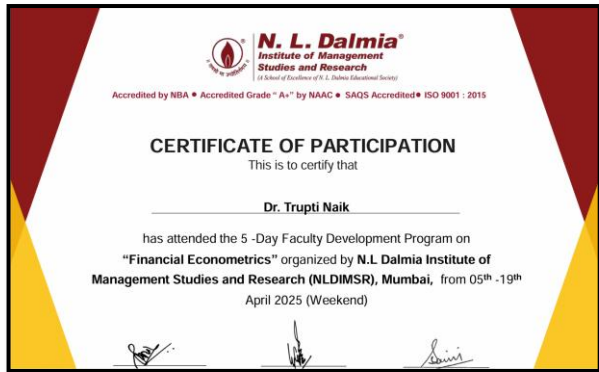 N. L. Dalmia®
Institute of Management
Studies and Research
(A School of Excellence of N. L. Dalmia Educational Society)
Accredited by NBA ● Accredited Grade " A+" by NAAC ● SAQS Accredited● ISO 9001 : 2015
CERTIFICATE OF PARTICIPATION
This is to certify that
Dr. Trupti Naik
has attended the 5 -Day Faculty Development Program on
“Financial Econometrics” organized by N.L Dalmia Institute of
Management Studies and Research (NLDIMSR), Mumbai, from 05th -19th
April 2025 (Weekend)